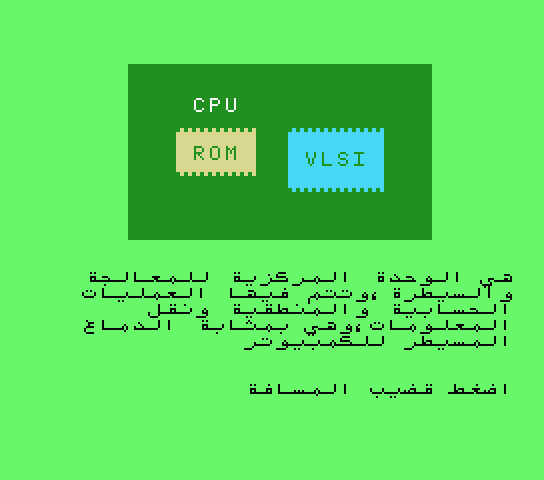 CPU
ROM
VLSI
هي الوحدة المركزية للمعالجة
والسيطرة ،وتتم فيها العمليات
الحسابية والمنطقية ونقل
المعلومات،وهي بمثابة الدماغ
المسيطر للكمبيوتر
اضغط قضيب المسافة